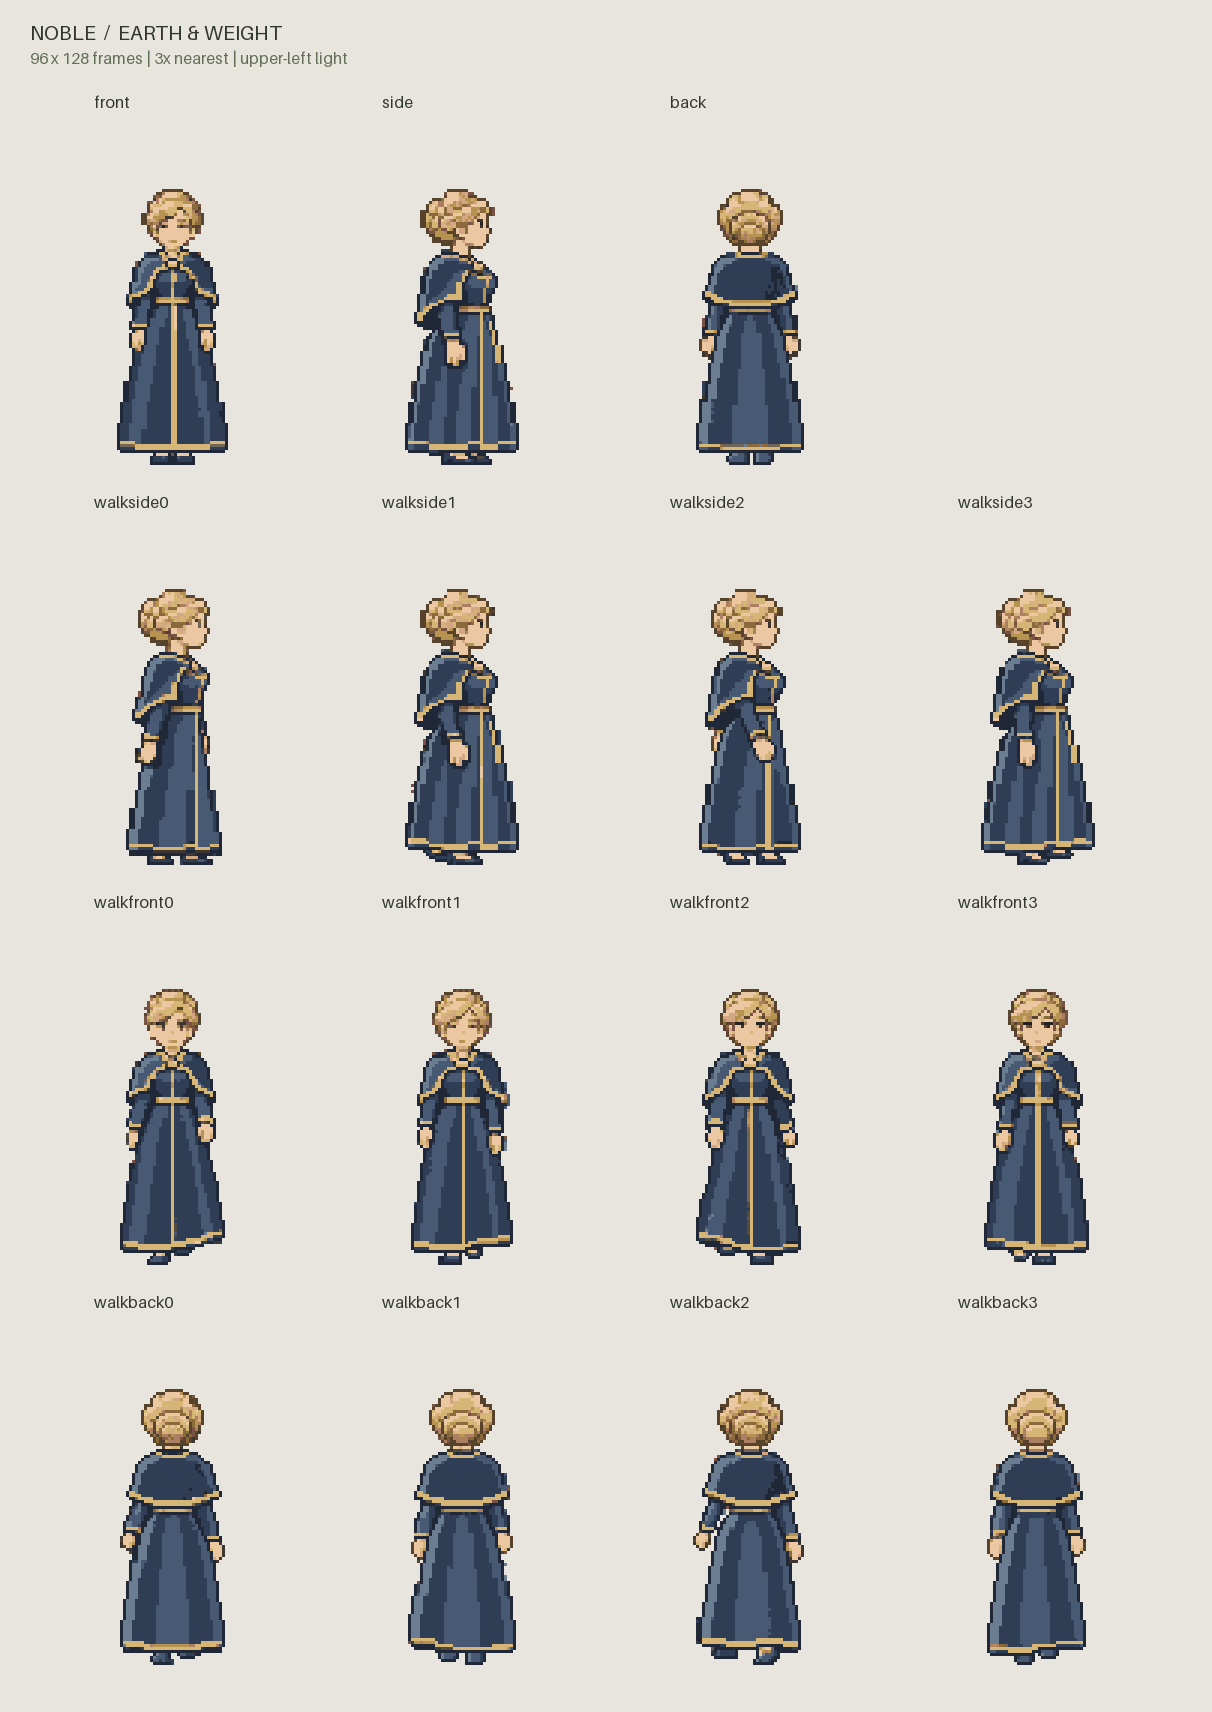 NOBLE / EARTH & WEIGHT
96 x 128 frames | 3x nearest | upper-left light
front side back
walkside0 walkside1 walkside2 walkside3
walkfront0 walkfront1 walkfront2 walkfront3
walkback0 walkback1 walkback2 walkback3